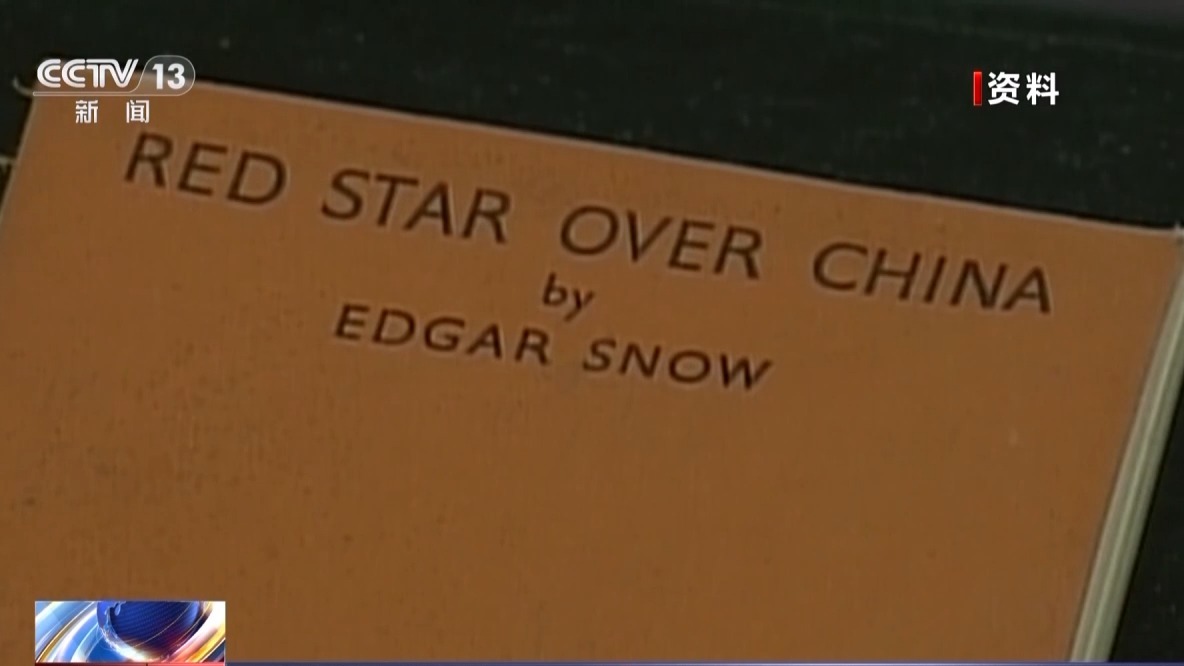 CCTV 13
新闻
资料
RED STAR OVER CHINA
by
EDGAR SNOW